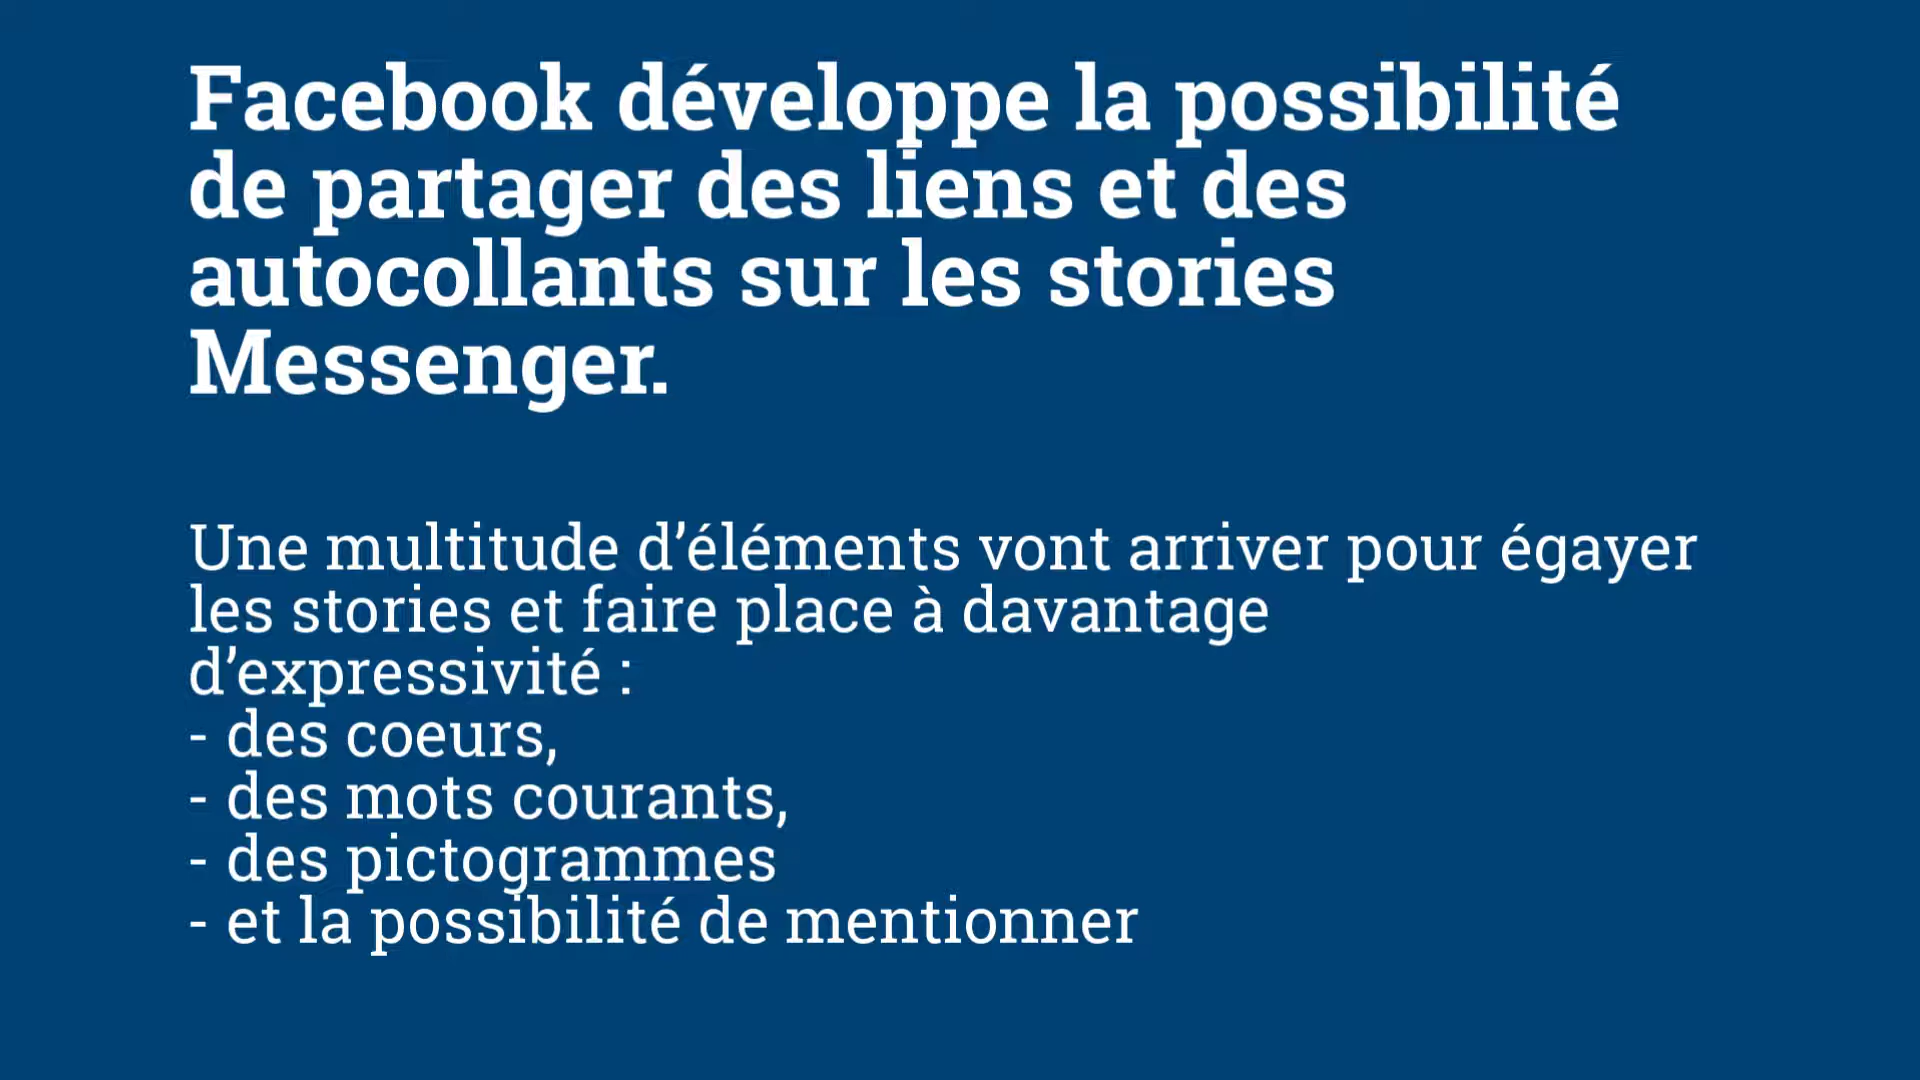 Facebook développe la possibilité
de partager des liens et des
autocollants sur les stories
Messenger.
Une multitude d’éléments vont arriver pour égayer
les stories et faire place à davantage
d’expressivité :
- des coeurs,
- des mots courants,
- des pictogrammes
- et la possibilité de mentionner